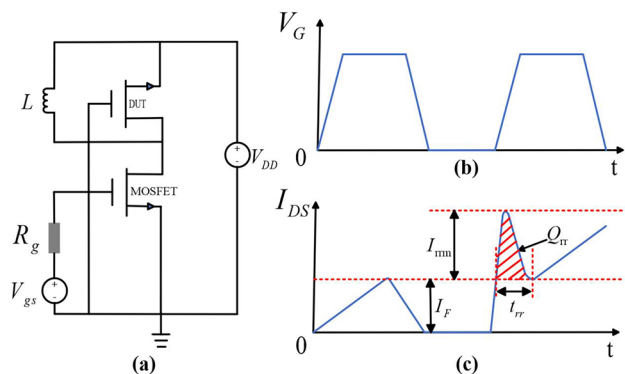 L
DUT
MOSFET
+
-
V_DD
R_g
V_gs
+
-
(a)
V_G
0
(b)
t
I_DS
I_rrm
Q_rr
I_F
t_rr
0
(c)
t